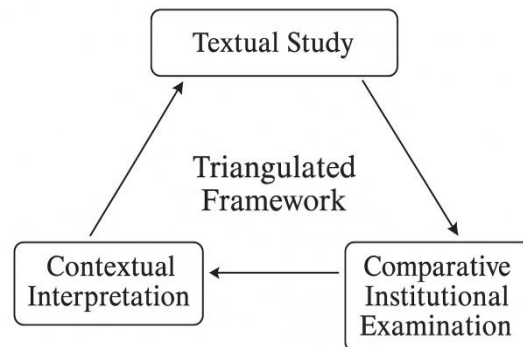 Textual Study
Triangulated
Framework
Contextual
Interpretation
Comparative
Institutional
Examination